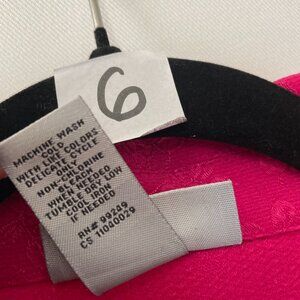 6
MACHINE WASH
COLD
WITH LIKE COLORS
DELICATE CYCLE
ONLY
NON-CHLORINE
BLEACH
WHEN NEEDED
TUMBLE DRY LOW
COOL IRON
IF NEEDED
RN# 99249
CS 11040029